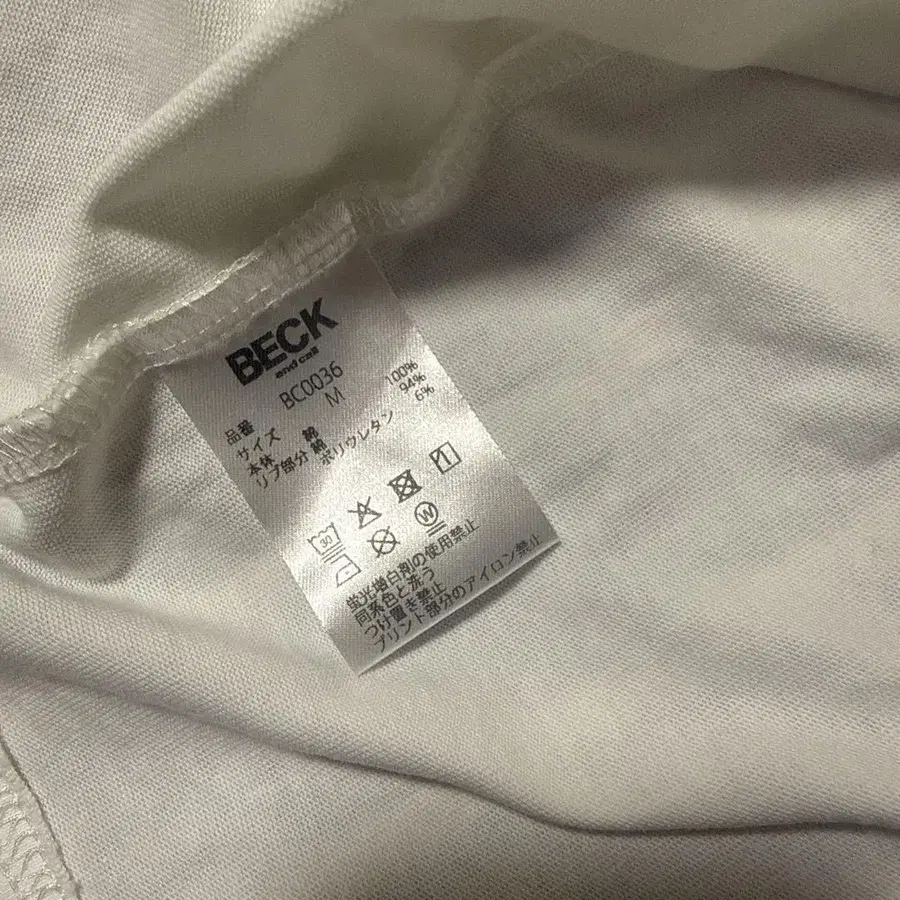 BECK
and call
品番 BC0036
サイズ M
本体 綿 100%
リブ部分 綿 94%
ポリウレタン 6%
30 W 1
蛍光増白剤の使用禁止
同系色と洗う
つけ置き禁止
プリント部分のアイロン禁止